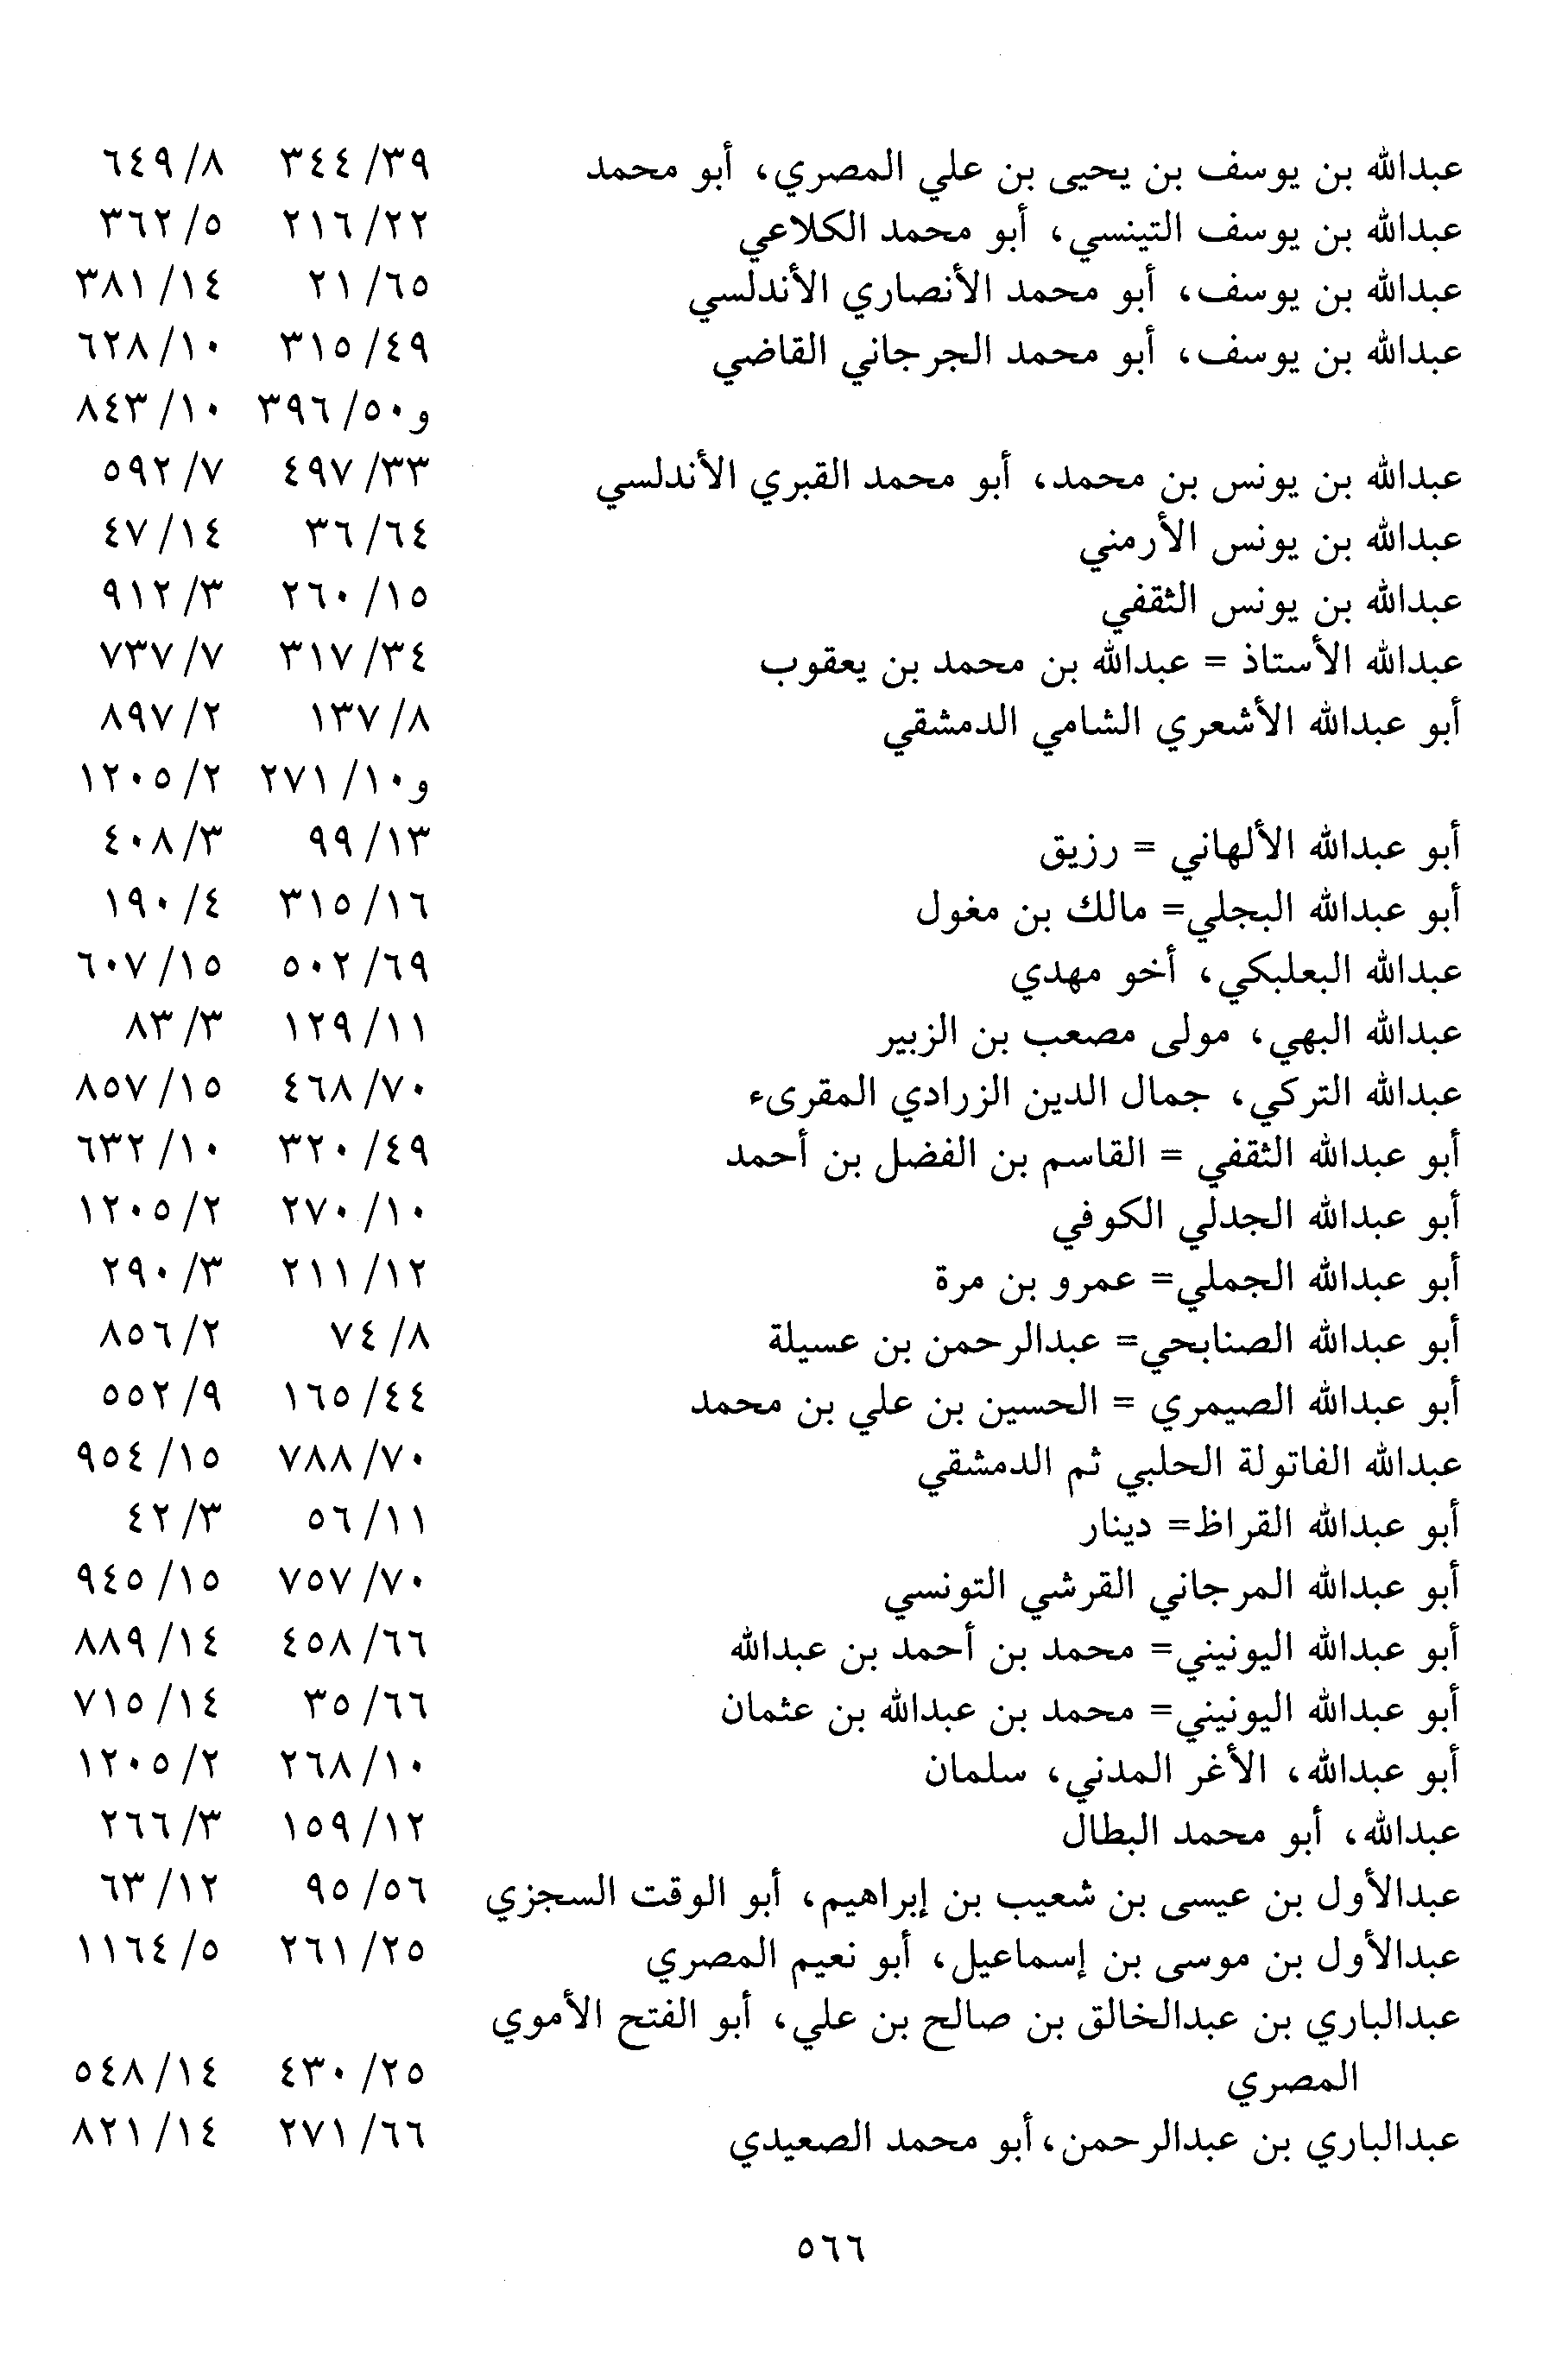 عبدالله بن يوسف بن يحيى بن علي المصري، أبو محمد ٣٩/ ٣٤٤ ٨/ ٦٤٩
عبدالله بن يوسف التينسي، أبو محمد الكلاعي ٢٢/ ٢١٦ ٥/ ٣٦٢
عبدالله بن يوسف، أبو محمد الأنصاري الأندلسي ٦٥/ ٢١ ١٤/ ٣٨١
عبدالله بن يوسف، أبو محمد الجرجاني القاضي ٤٩/ ٣١٥ ١٠/ ٦٢٨
و٥٠/ ٣٩٦ ١٠/ ٨٤٣
عبدالله بن يونس بن محمد، أبو محمد القبري الأندلسي ٣٣/ ٤٩٧ ٧/ ٥٩٢
عبدالله بن يونس الأرمني ٦٤/ ٣٦ ١٤/ ٤٧
عبدالله بن يونس الثقفي ١٥/ ٢٦٠ ٣/ ٩١٢
عبدالله الأستاذ = عبدالله بن محمد بن يعقوب ٣٤/ ٣١٧ ٧/ ٧٣٧
أبو عبدالله الأشعري الشامي الدمشقي ٨/ ١٣٧ ٢/ ٨٩٧
و١٠/ ٢٧١ ٢/ ١٢٠٥
أبو عبدالله الألهاني = رزيق ١٣/ ٩٩ ٣/ ٤٠٨
أبو عبدالله البجلي= مالك بن مغول ١٦/ ٣١٥ ٤/ ١٩٠
عبدالله البعلبكي، أخو مهدي ٦٩/ ٥٠٢ ١٥/ ٦٠٧
عبدالله البهي، مولى مصعب بن الزبير ١١/ ١٢٩ ٣/ ٨٣
عبدالله التركي، جمال الدين الزرادي المقرىء ٧٠/ ٤٦٨ ١٥/ ٨٥٧
أبو عبدالله الثقفي = القاسم بن الفضل بن أحمد ٤٩/ ٣٢٠ ١٠/ ٦٣٢
أبو عبدالله الجدلي الكوفي ١٠/ ٢٧٠ ٢/ ١٢٠٥
أبو عبدالله الجملي= عمرو بن مرة ١٢/ ٢١١ ٣/ ٢٩٠
أبو عبدالله الصنابحي= عبدالرحمن بن عسيلة ٨/ ٧٤ ٢/ ٨٥٦
أبو عبدالله الصيمري = الحسين بن علي بن محمد ٤٤/ ١٦٥ ٩/ ٥٥٢
عبدالله الفاتولة الحلبي ثم الدمشقي ٧٠/ ٧٨٨ ١٥/ ٩٥٤
أبو عبدالله القراظ= دينار ١١/ ٥٦ ٣/ ٤٢
أبو عبدالله المرجاني القرشي التونسي ٧٠/ ٧٥٧ ١٥/ ٩٤٥
أبو عبدالله اليونيني= محمد بن أحمد بن عبدالله ٦٦/ ٤٥٨ ١٤/ ٨٨٩
أبو عبدالله اليونيني= محمد بن عبدالله بن عثمان ٦٦/ ٣٥ ١٤/ ٧١٥
أبو عبدالله، الأغر المدني، سلمان ١٠/ ٢٦٨ ٢/ ١٢٠٥
عبدالله، أبو محمد البطال ١٢/ ١٥٩ ٣/ ٢٦٦
عبدالأول بن عيسى بن شعيب بن إبراهيم، أبو الوقت السجزي ٥٦/ ٩٥ ١٢/ ٦٣
عبدالأول بن موسى بن إسماعيل، أبو نعيم المصري ٢٥/ ٢٦١ ٥/ ١١٦٤
عبدالباري بن عبدالخالق بن صالح بن علي، أبو الفتح الأموي
المصري ٢٥/ ٤٣٠ ١٤/ ٥٤٨
عبدالباري بن عبدالرحمن،أبو محمد الصعيدي ٦٦/ ٢٧١ ١٤/ ٨٢١
٥٦٦